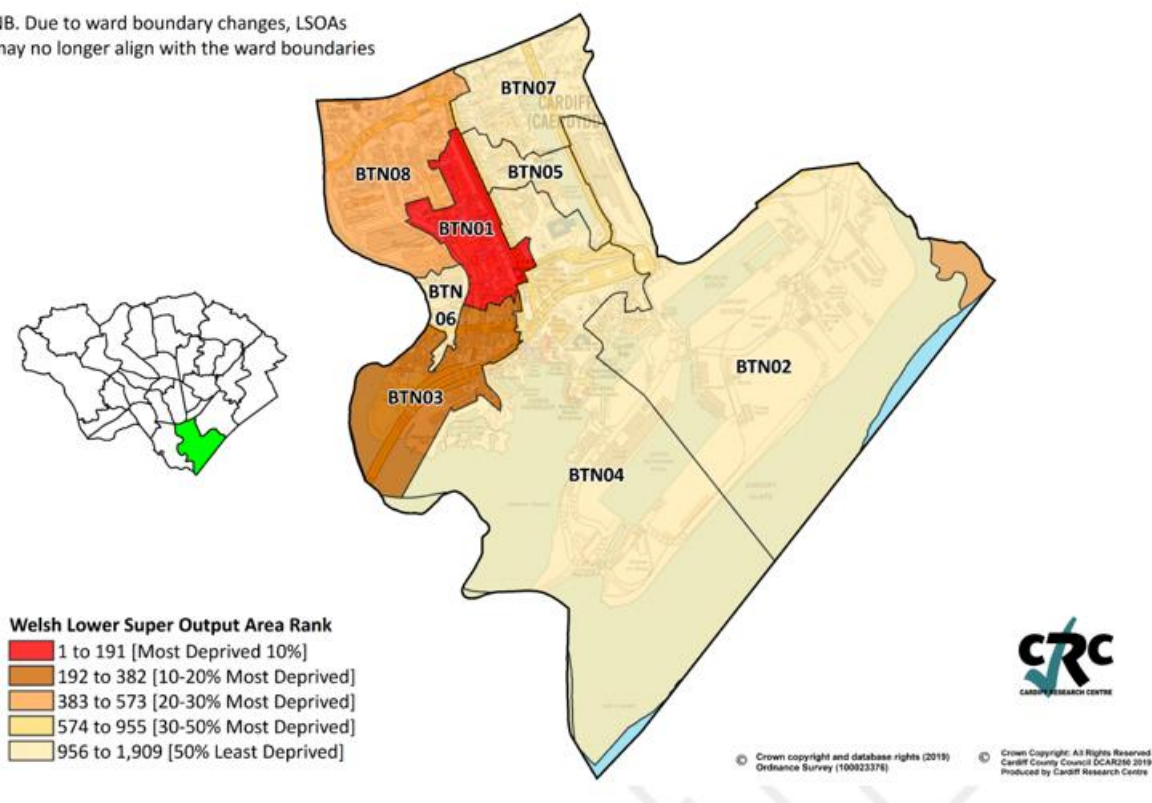 NB. Due to ward boundary changes, LSOAs
may no longer align with the ward boundaries
BTN07
CARDIFF
BTN08
BTN05
BTN01
BTN
06
BTN02
BTN03
BTN04
Welsh Lower Super Output Area Rank
1 to 191 [Most Deprived 10%]
192 to 382 [10-20% Most Deprived]
383 to 573 [20-30% Most Deprived]
574 to 955 [30-50% Most Deprived]
956 to 1,909 [50% Least Deprived]
CRC
CARDIFF RESEARCH CENTRE
© Crown copyright and database rights (2019)
Ordnance Survey (100023376)
© Crown Copyright: All Rights Reserved
Cardiff County Council DCAR260 2019
Produced by Cardiff Research Centre